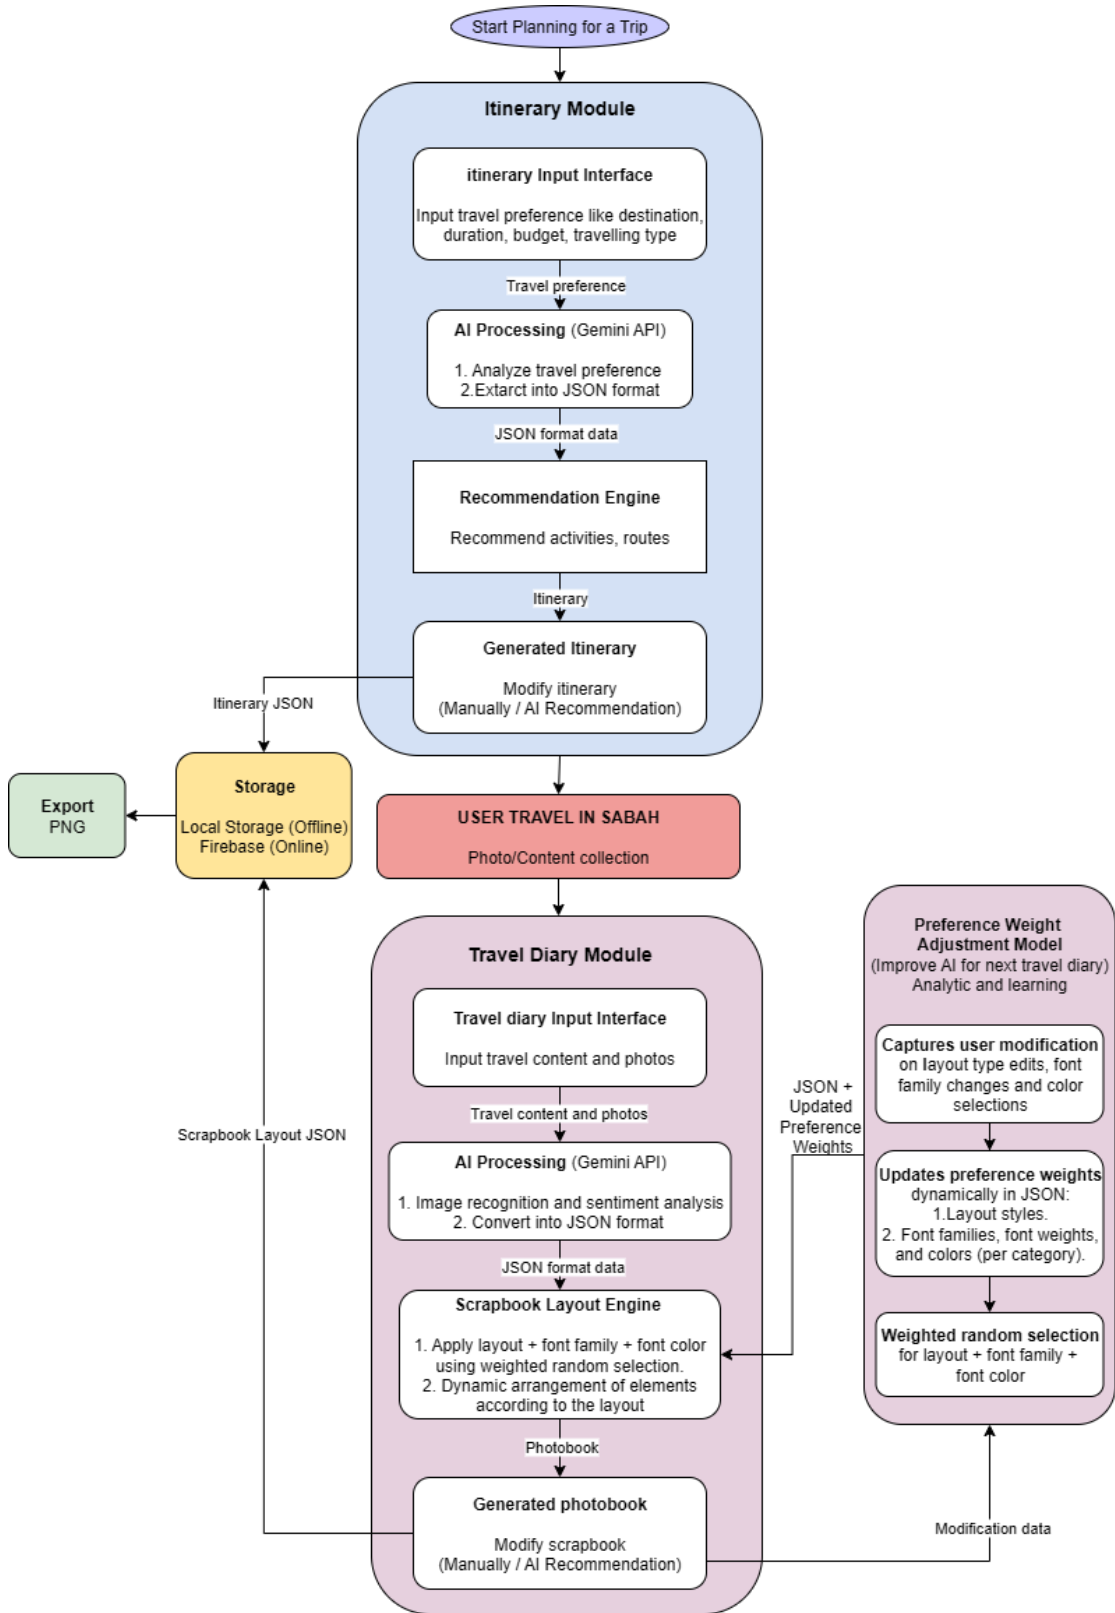 Start Planning for a Trip
Itinerary Module
itinerary Input Interface
Input travel preference like destination,
duration, budget, travelling type
Travel preference
AI Processing (Gemini API)
1. Analyze travel preference
2.Extarct into JSON format
JSON format data
Recommendation Engine
Recommend activities, routes
Itinerary
Generated Itinerary
Modify itinerary
(Manually / AI Recommendation)
Itinerary JSON
Storage
Local Storage (Offline)
Firebase (Online)
Export
PNG
USER TRAVEL IN SABAH
Photo/Content collection
Travel Diary Module
Travel diary Input Interface
Input travel content and photos
Travel content and photos
AI Processing (Gemini API)
1. Image recognition and sentiment analysis
2. Convert into JSON format
JSON format data
Scrapbook Layout Engine
1. Apply layout + font family + font color
using weighted random selection.
2. Dynamic arrangement of elements
according to the layout
Photobook
Generated photobook
Modify scrapbook
(Manually / AI Recommendation)
Scrapbook Layout JSON
Preference Weight
Adjustment Model
(Improve AI for next travel diary)
Analytic and learning
Captures user modification
on layout type edits, font
family changes and color
selections
Updates preference weights
dynamically in JSON:
1.Layout styles.
2. Font families, font weights,
and colors (per category).
Weighted random selection
for layout + font family +
font color
JSON +
Updated
Preference
Weights
Modification data